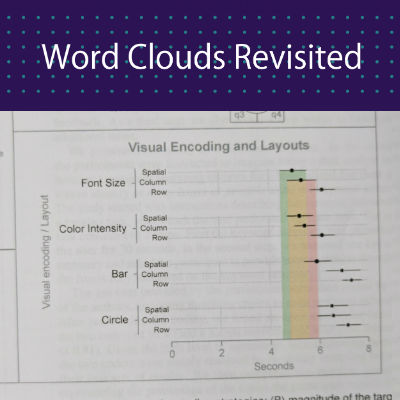 Word Clouds Revisited
q3 q4
Visual Encoding and Layouts
Visual encoding / Layout
Font Size
Spatial
Column
Row
Color Intensity
Spatial
Column
Row
Bar
Spatial
Column
Row
Circle
Spatial
Column
Row
0 2 4 6 8
Seconds
(B) magnitude of the targ